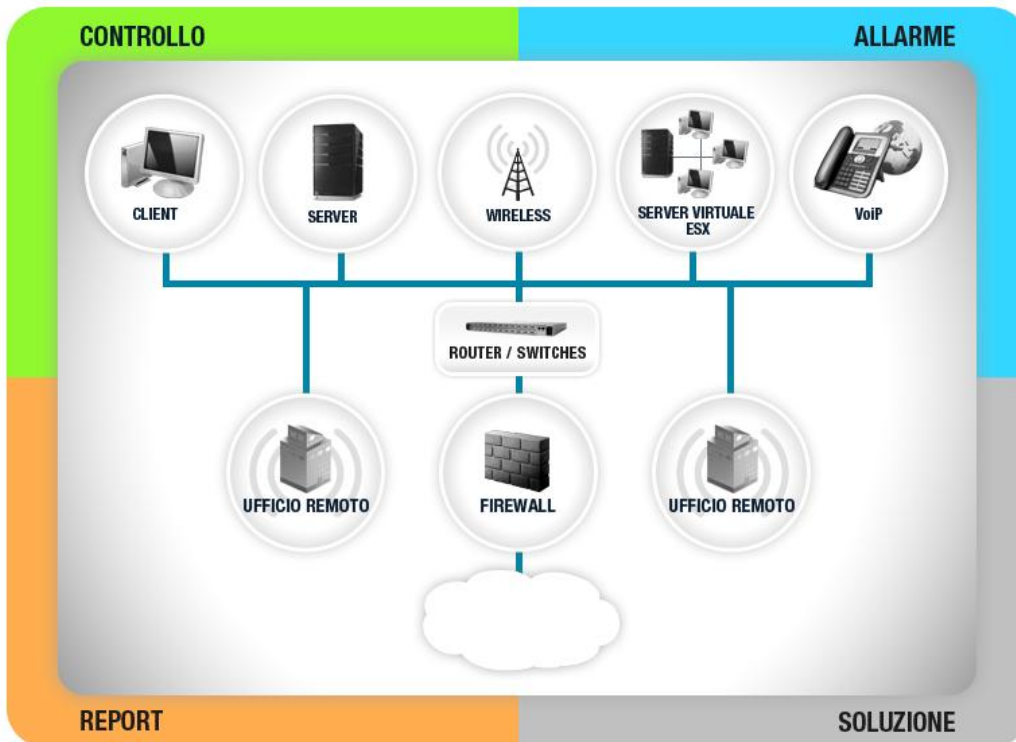 CONTROLLO
ALLARME
CLIENT
SERVER
WIRELESS
SERVER VIRTUALE
ESX
VoiP
ROUTER / SWITCHES
UFFICIO REMOTO
FIREWALL
UFFICIO REMOTO
REPORT
SOLUZIONE